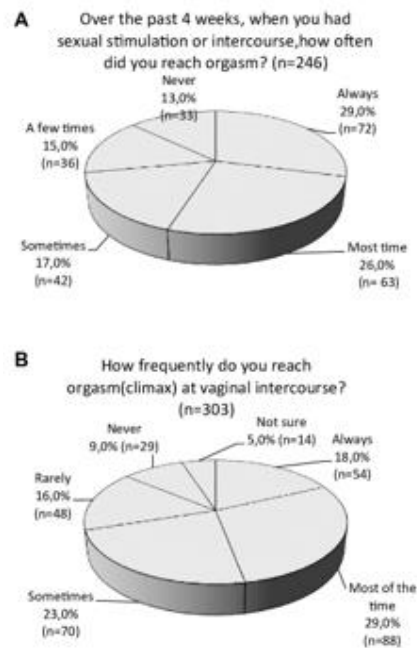 A
Over the past 4 weeks, when you had
sexual stimulation or intercourse,how often
did you reach orgasm? (n=246)
Never
13,0%
(n=33)
Always
29,0%
(n=72)
A few times
15,0%
(n=36)
Sometimes
17,0%
(n=42)
Most time
26,0%
(n= 63)
B
How frequently do you reach
orgasm(climax) at vaginal intercourse?
(n=303)
Not sure
5,0% (n=14)
Never
9,0% (n=29)
Always
18,0%
(n=54)
Rarely
16,0%
(n=48)
Sometimes
23,0%
(n=70)
Most of the
time
29,0%
(n=88)